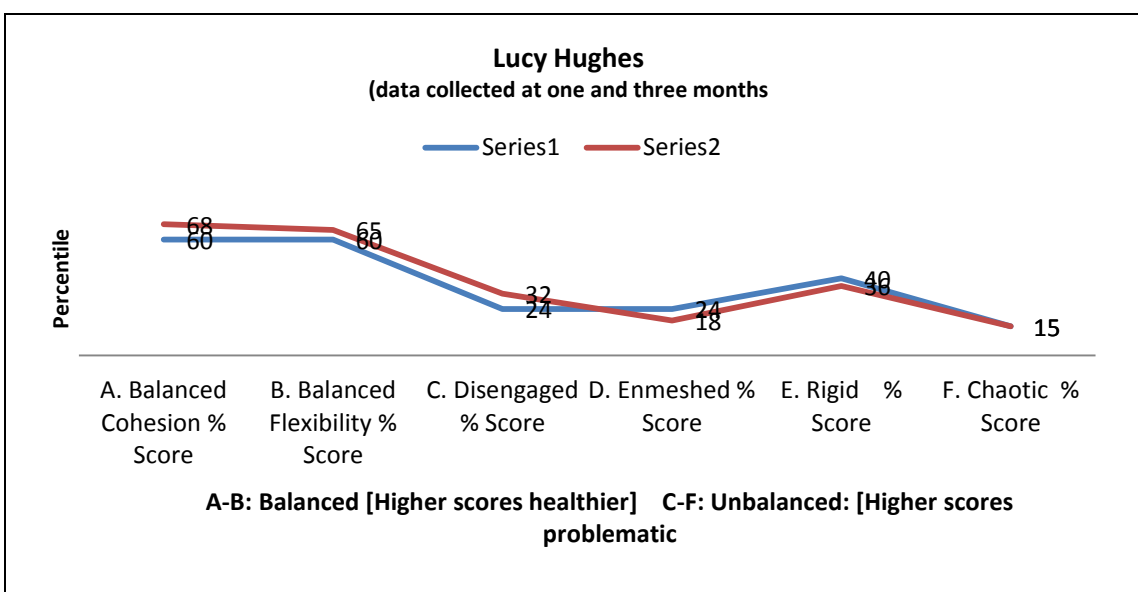 Lucy Hughes
(data collected at one and three months
Series1 Series2
Percentile
68
60
65
60
32
24
24
18
40
36
15
15
A. Balanced Cohesion % Score
B. Balanced Flexibility % Score
C. Disengaged % Score
D. Enmeshed % Score
E. Rigid % Score
F. Chaotic % Score
A-B: Balanced [Higher scores healthier] C-F: Unbalanced: [Higher scores
problematic